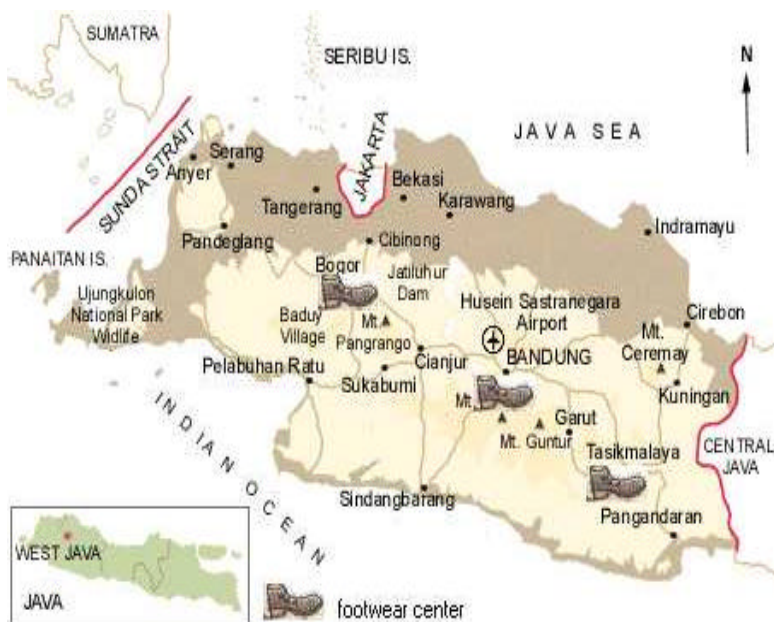 SUMATRA
SERIBU IS.
N
JAVA SEA
SUNDA STRAIT
JAKARTA
Serang
Anyer
Tangerang
Bekasi
Karawang
Pandeglang
Cibinong
Indramayu
PANAITAN IS.
Bogor
Jatiluhur
Dam
Ujungkulon
National Park
Widlife
Baduy
Village
Mt.
Pangrango
Husein Sastranegara
Airport
Cirebon
Mt.
Ceremay
Cianjur
BANDUNG
Pelabuhan Ratu
Sukabumi
Kuningan
Mt.
Mt. Guntur
Garut
Tasikmalaya
CENTRAL
JAVA
INDIAN OCEAN
Sindangbarang
Pangandaran
WEST JAVA
JAVA
footwear center